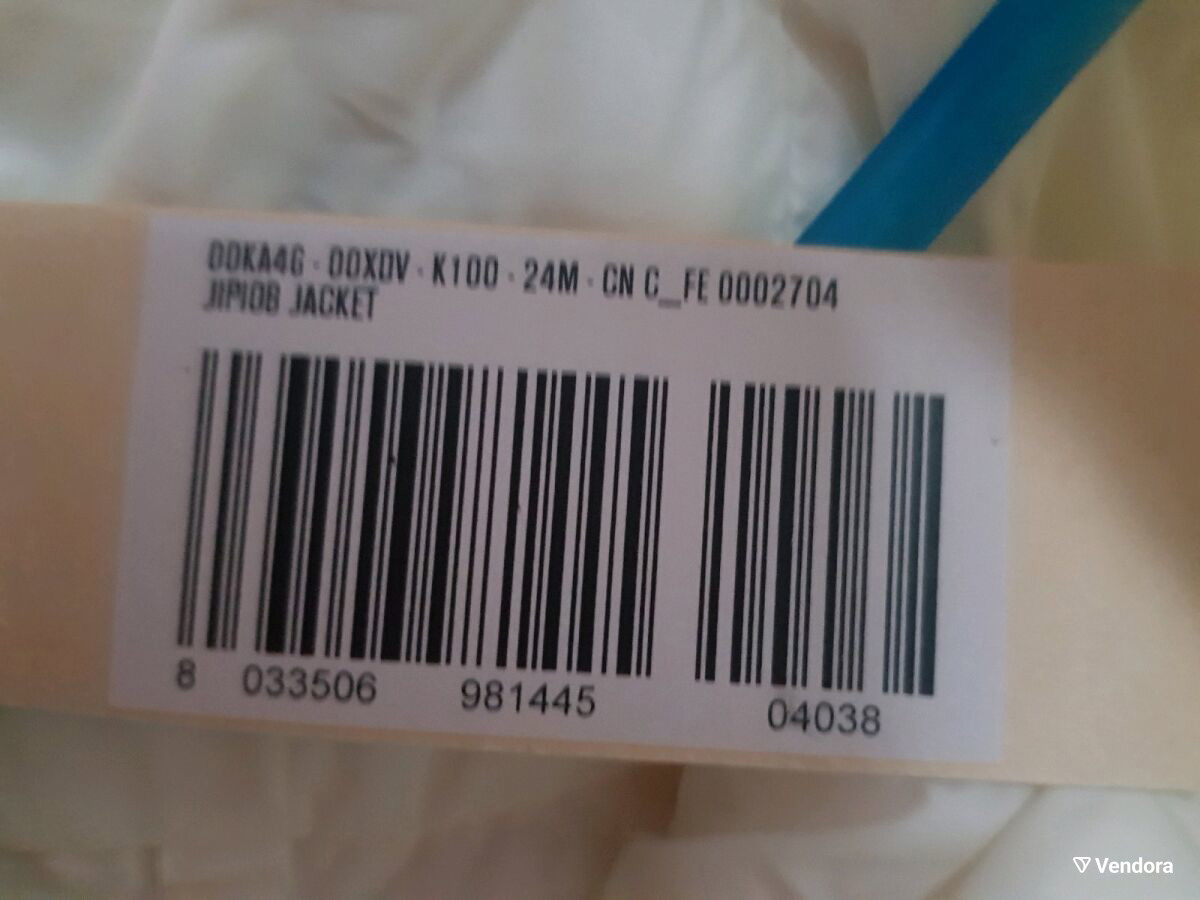 00KA4G - 00XDV - K100 - 24M - CN C_FE 0002704
JIPIOB JACKET
8 033506 981445 04038
Vendora